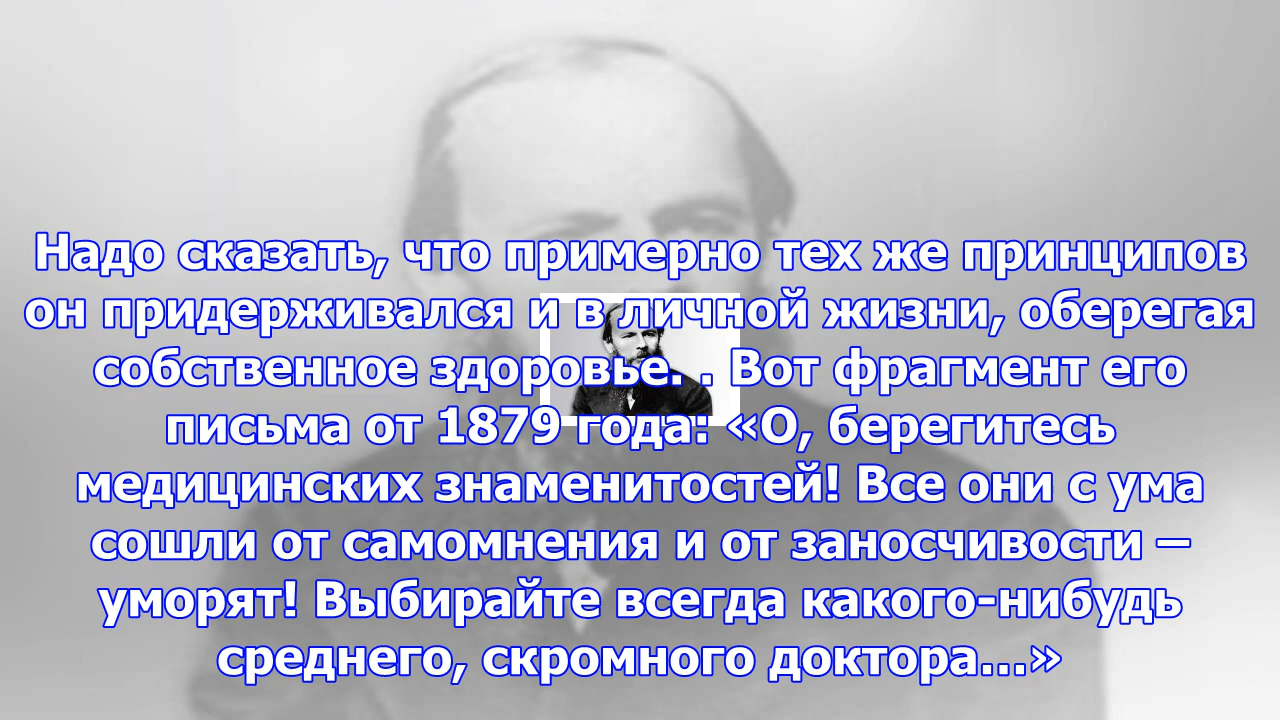 Надо сказать, что примерно тех же принципов
он придерживался и в личной жизни, оберегая
собственное здоровье. . Вот фрагмент его
письма от 1879 года: «О, берегитесь
медицинских знаменитостей! Все они с ума
сошли от самомнения и от заносчивости –
уморят! Выбирайте всегда какого-нибудь
среднего, скромного доктора...»